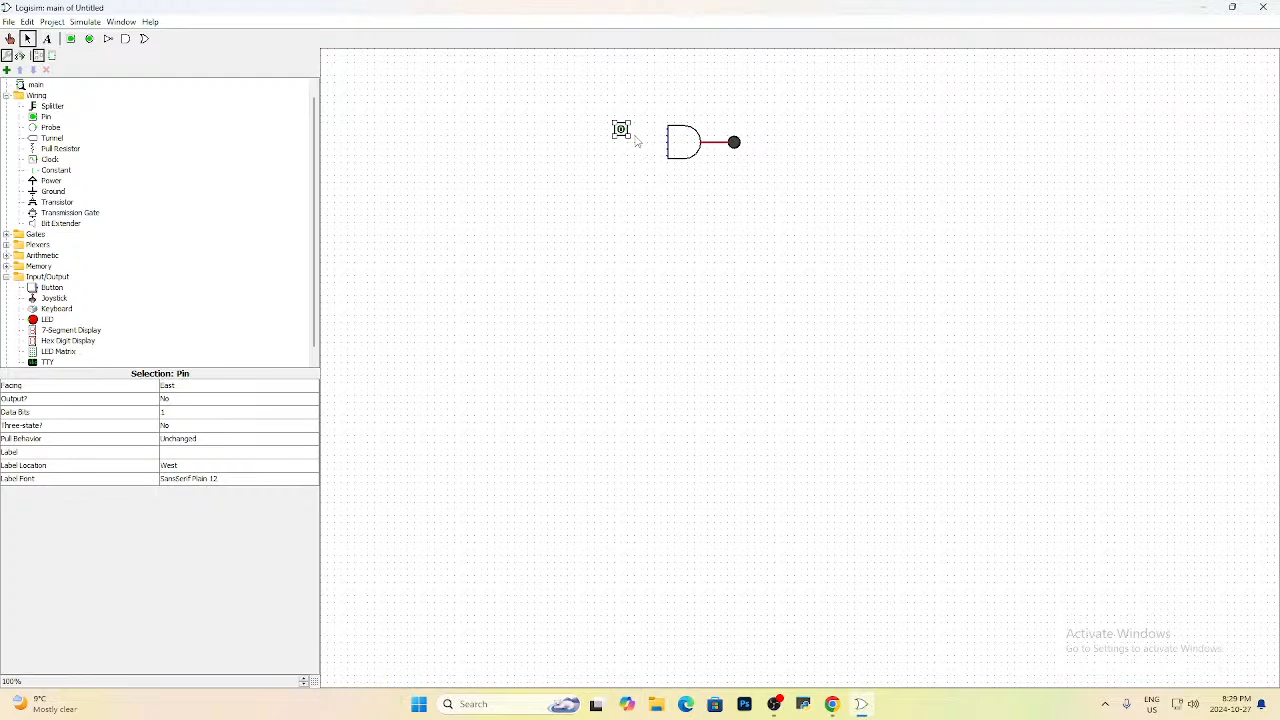 Logisim: main of Untitled
File Edit Project Simulate Window Help
A
main
Wiring
Splitter
Pin
Probe
Tunnel
Pull Resistor
Clock
Constant
Power
Ground
Transistor
Transmission Gate
Bit Extender
Gates
Plexers
Arithmetic
Memory
Input/Output
Button
Joystick
Keyboard
LED
7-Segment Display
Hex Digit Display
LED Matrix
TTY
Selection: Pin
Facing East
Output? No
Data Bits 1
Three-state? No
Pull Behavior Unchanged
Label
Label Location West
Label Font SansSerif Plain 12
100%
0
Activate Windows
Go to Settings to activate Windows.
9°C
Mostly clear
Search
Ps
ENG
US
8:29 PM
2024-10-27